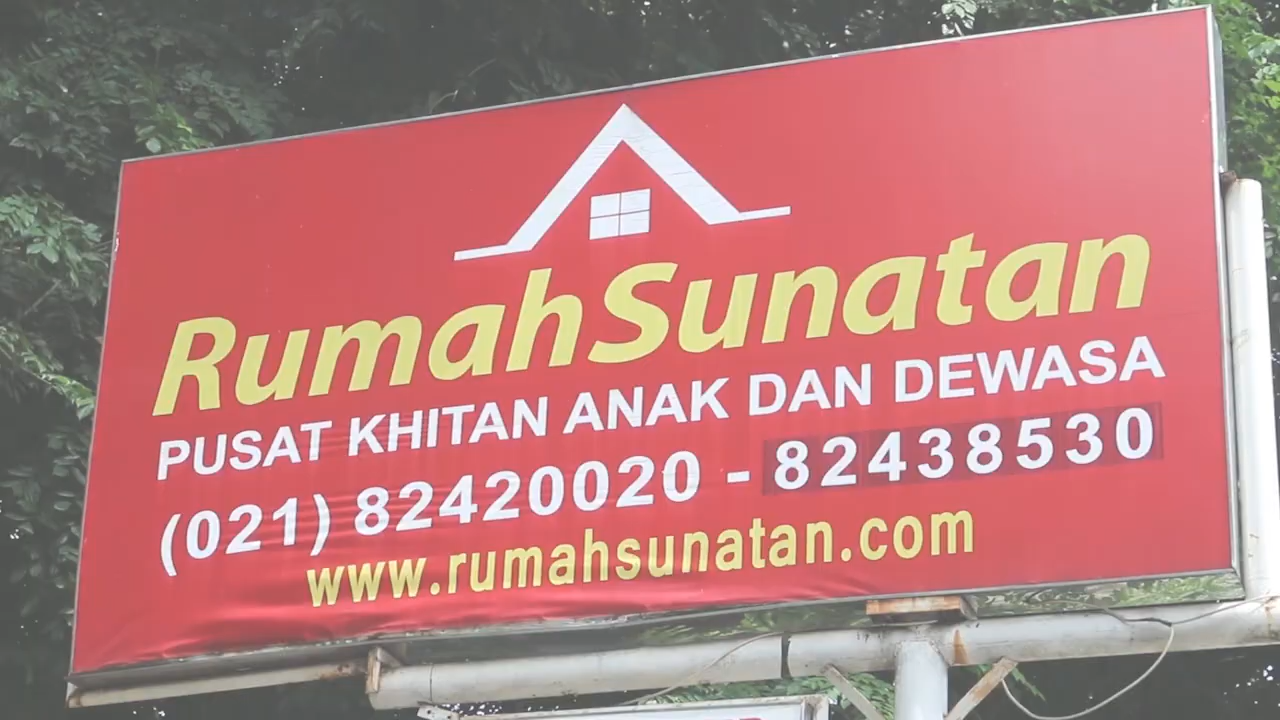 RumahSunatan
PUSAT KHITAN ANAK DAN DEWASA
(021) 82420020 - 82438530
www.rumahsunatan.com